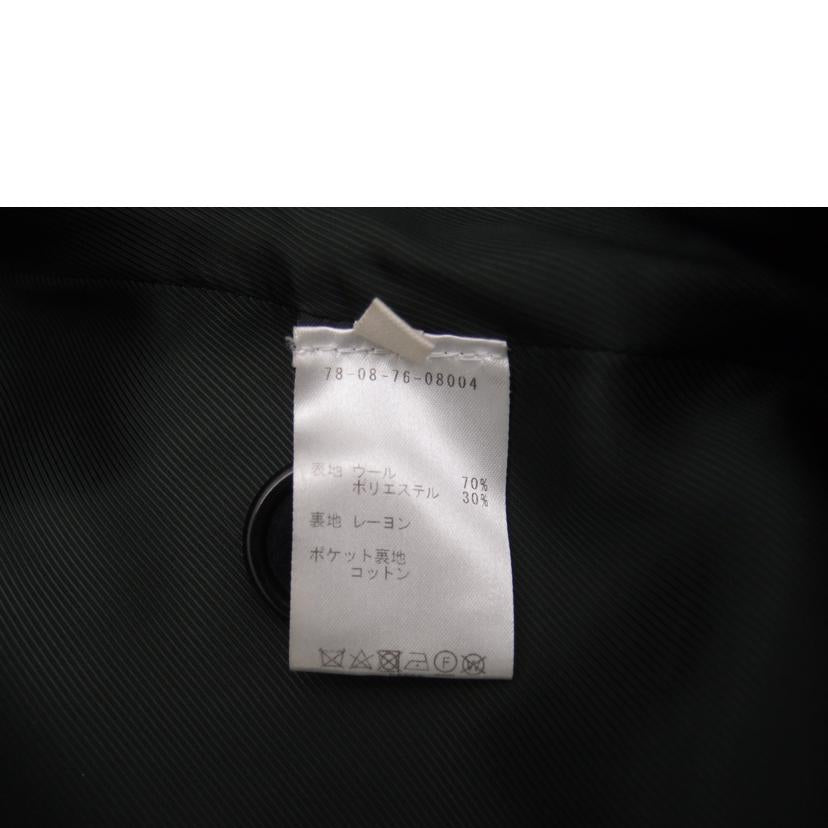 78-08-76-08004
表地 ウール 70%
ポリエステル 30%
裏地 レーヨン
ポケット裏地
コットン
F W